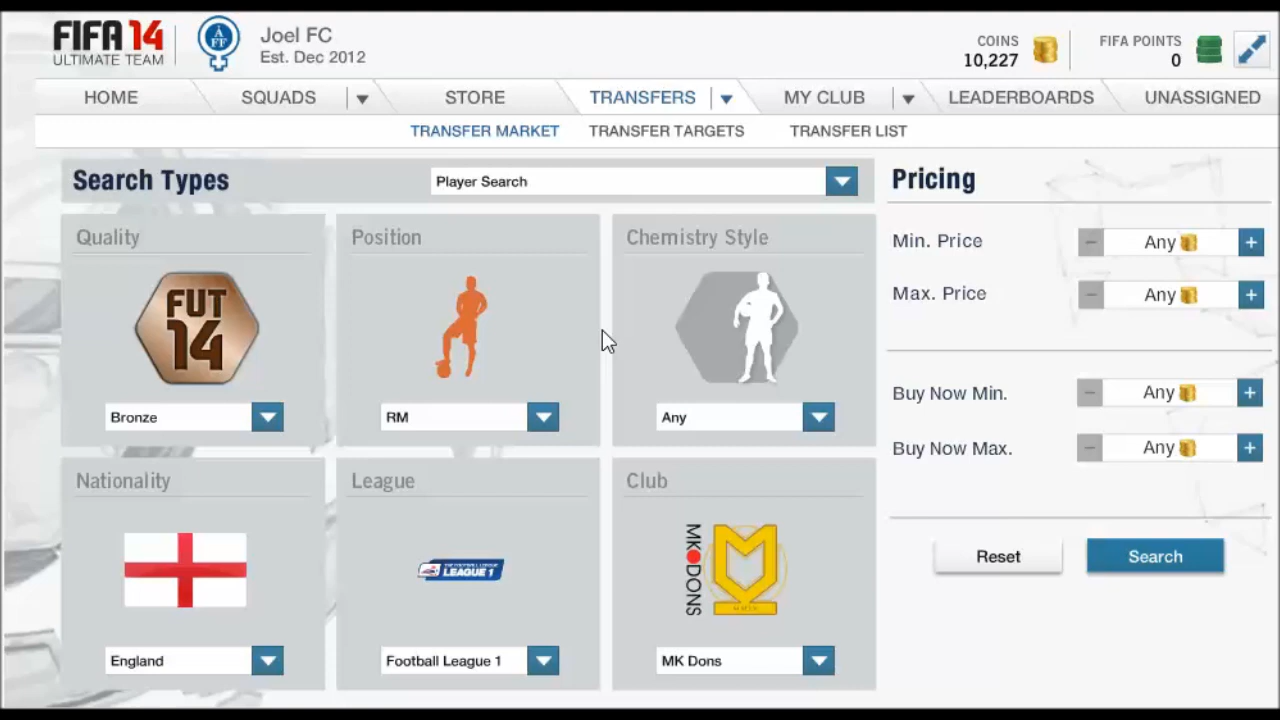 FIFA 14
ULTIMATE TEAM
Joel FC
Est. Dec 2012
COINS
10,227
FIFA POINTS
0
HOME
SQUADS
STORE
TRANSFERS
MY CLUB
LEADERBOARDS
UNASSIGNED
TRANSFER MARKET
TRANSFER TARGETS
TRANSFER LIST
Search Types
Player Search
Quality
FUT
14
Bronze
Position
RM
Chemistry Style
Any
Nationality
England
League
LEAGUE 1
Football League 1
Club
MK DONS
MK Dons
Pricing
Min. Price
Any
Max. Price
Any
Buy Now Min.
Any
Buy Now Max.
Any
Reset
Search